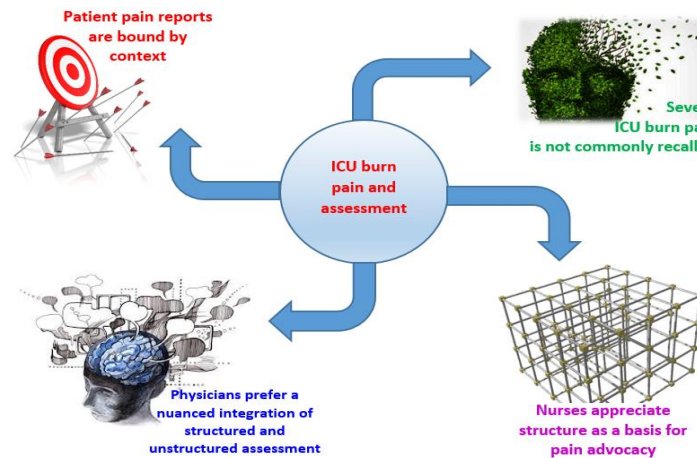 Patient pain reports
are bound by
context
ICU burn
is not commonly
ICU burn
pain and
assessment
Physicians prefer a
nuanced integration of
structured and
unstructured assessment
Nurses appreciate
structure as a basis for
pain advocacy